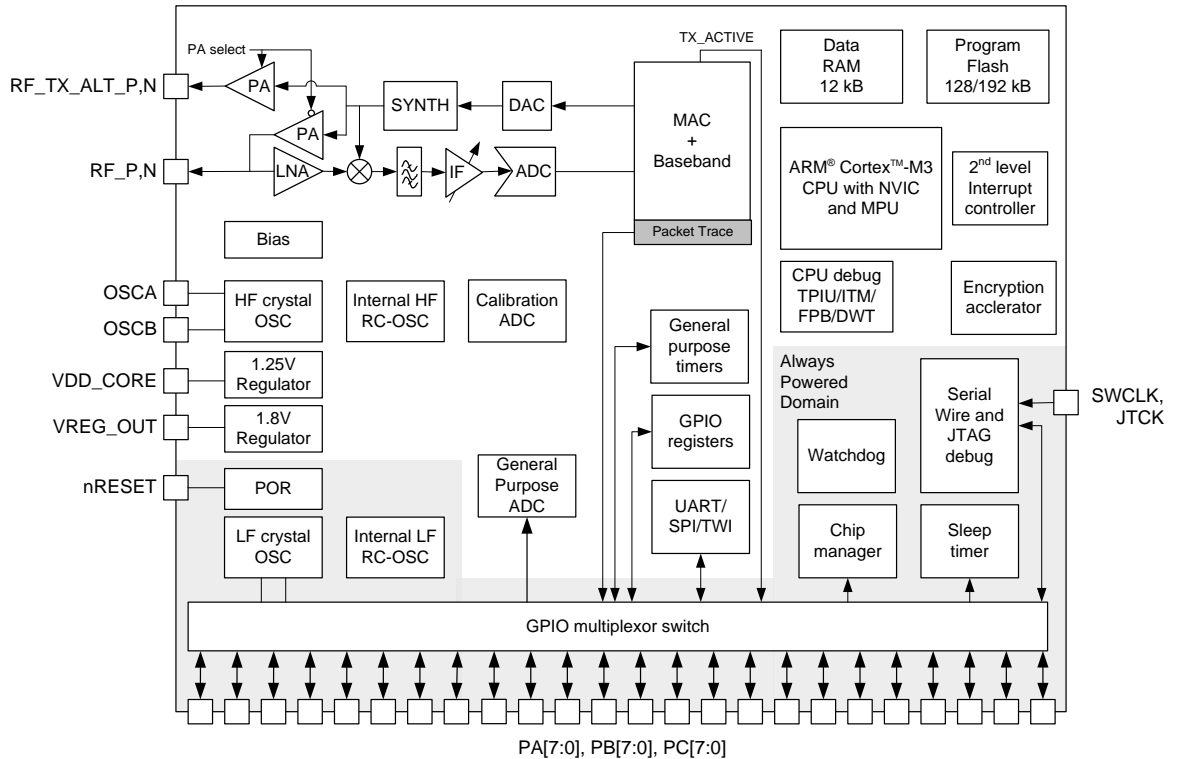 PA select
TX_ACTIVE
RF_TX_ALT_P,N
PA
SYNTH
DAC
MAC
+
Baseband
Data
RAM
12 kB
Program
Flash
128/192 kB
PA
RF_P,N
LNA
IF
ADC
Packet Trace
ARM® Cortex™-M3
CPU with NVIC
and MPU
2nd level
Interrupt
controller
Bias
OSCA
OSCB
HF crystal
OSC
Internal HF
RC-OSC
Calibration
ADC
General
purpose
timers
CPU debug
TPIU/ITM/
FPB/DWT
Encryption
acclerator
VDD_CORE
1.25V
Regulator
VREG_OUT
1.8V
Regulator
GPIO
registers
Always
Powered
Domain
Serial
Wire and
JTAG
debug
SWCLK,
JTCK
Watchdog
nRESET
POR
General
Purpose
ADC
UART/
SPI/TWI
LF crystal
OSC
Internal LF
RC-OSC
Chip
manager
Sleep
timer
GPIO multiplexor switch
PA[7:0], PB[7:0], PC[7:0]